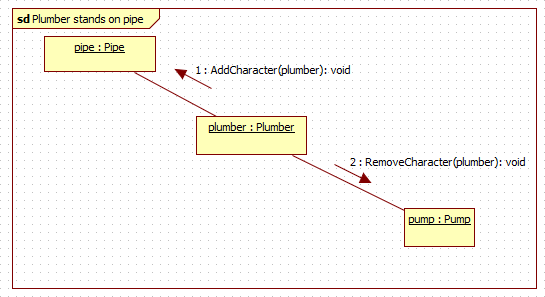 sd Plumber stands on pipe
pipe : Pipe
1 : AddCharacter(plumber): void
plumber : Plumber
2 : RemoveCharacter(plumber): void
pump : Pump